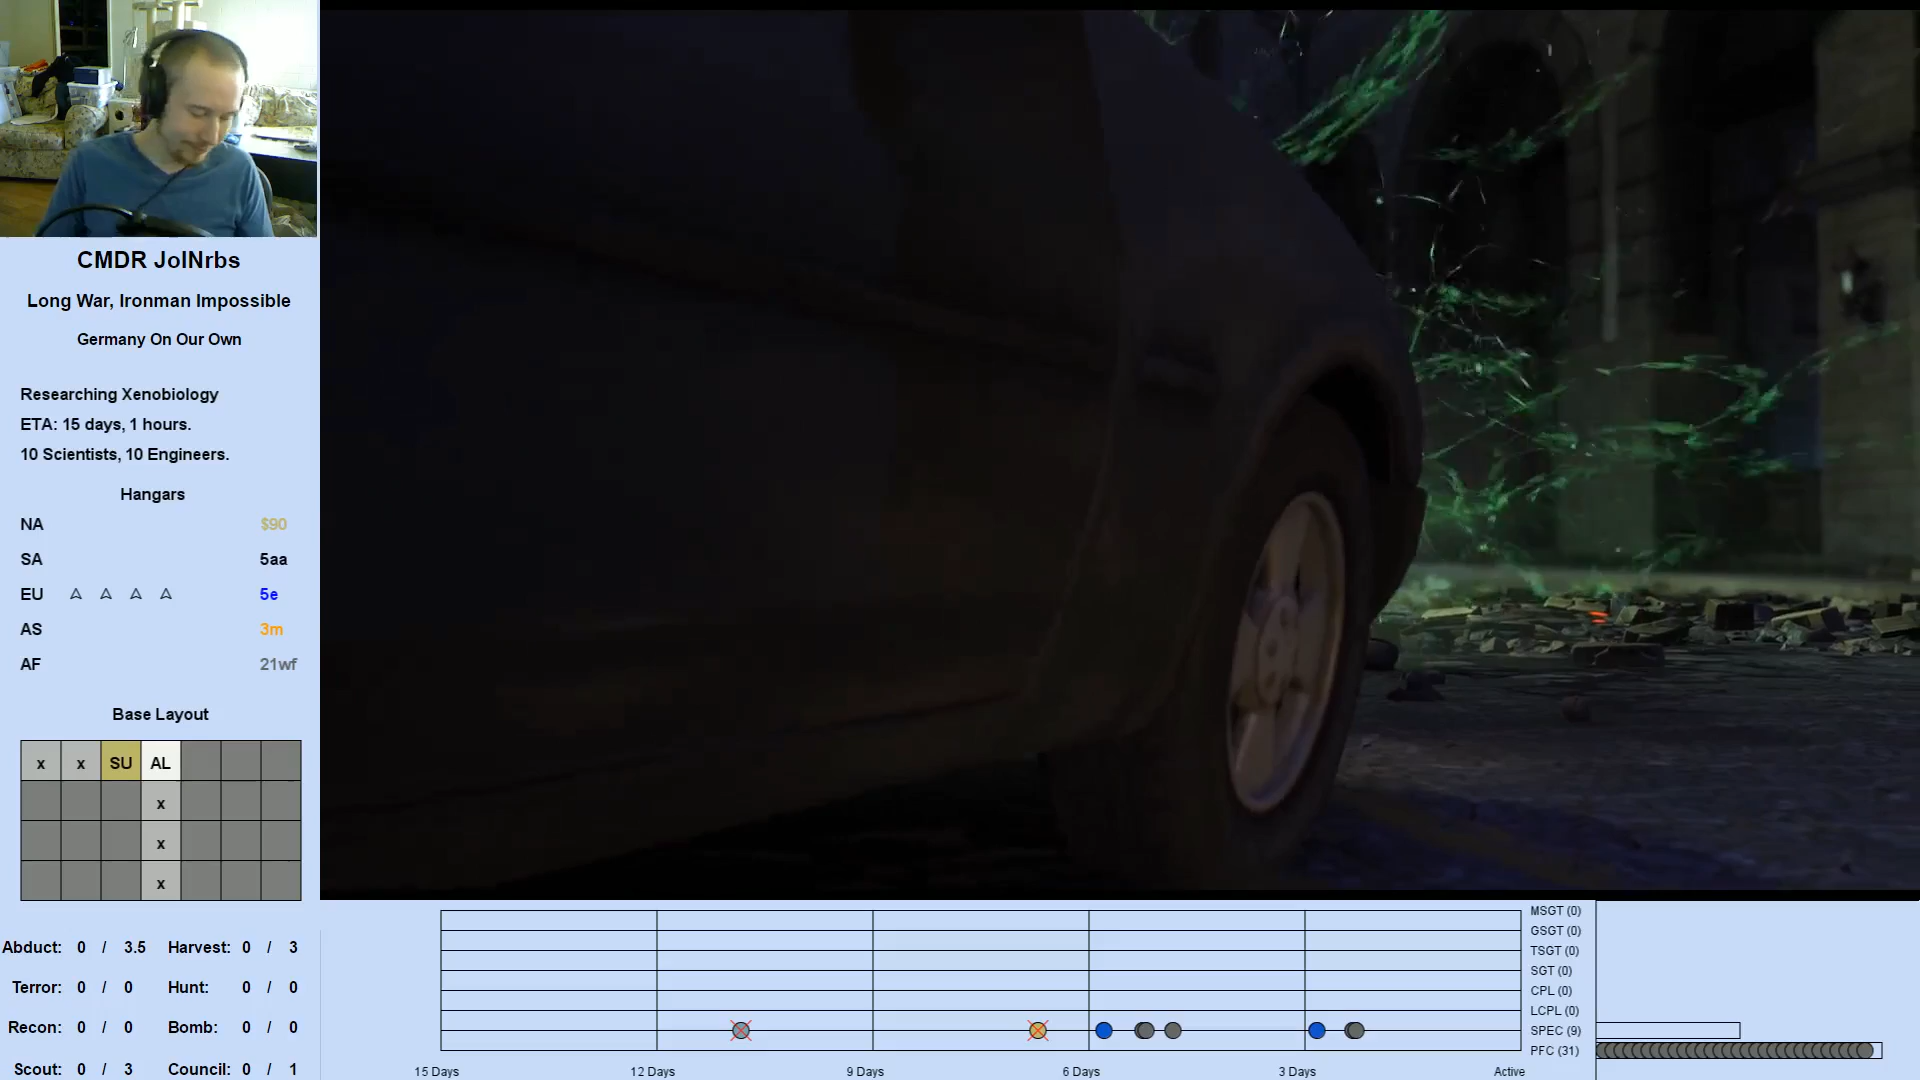 CMDR JolNrbs
Long War, Ironman Impossible
Germany On Our Own
Researching Xenobiology
ETA: 15 days, 1 hours.
10 Scientists, 10 Engineers.
Hangars
NA $90
SA 5aa
EU 5e
AS 3m
AF 21wf
Base Layout
x x SU AL
x
x
x
Abduct: 0 / 3.5 Harvest: 0 / 3
Terror: 0 / 0 Hunt: 0 / 0
Recon: 0 / 0 Bomb: 0 / 0
Scout: 0 / 3 Council: 0 / 1
MSGT (0)
GSGT (0)
TSGT (0)
SGT (0)
CPL (0)
LCPL (0)
SPEC (9)
PFC (31)
15 Days 12 Days 9 Days 6 Days 3 Days Active